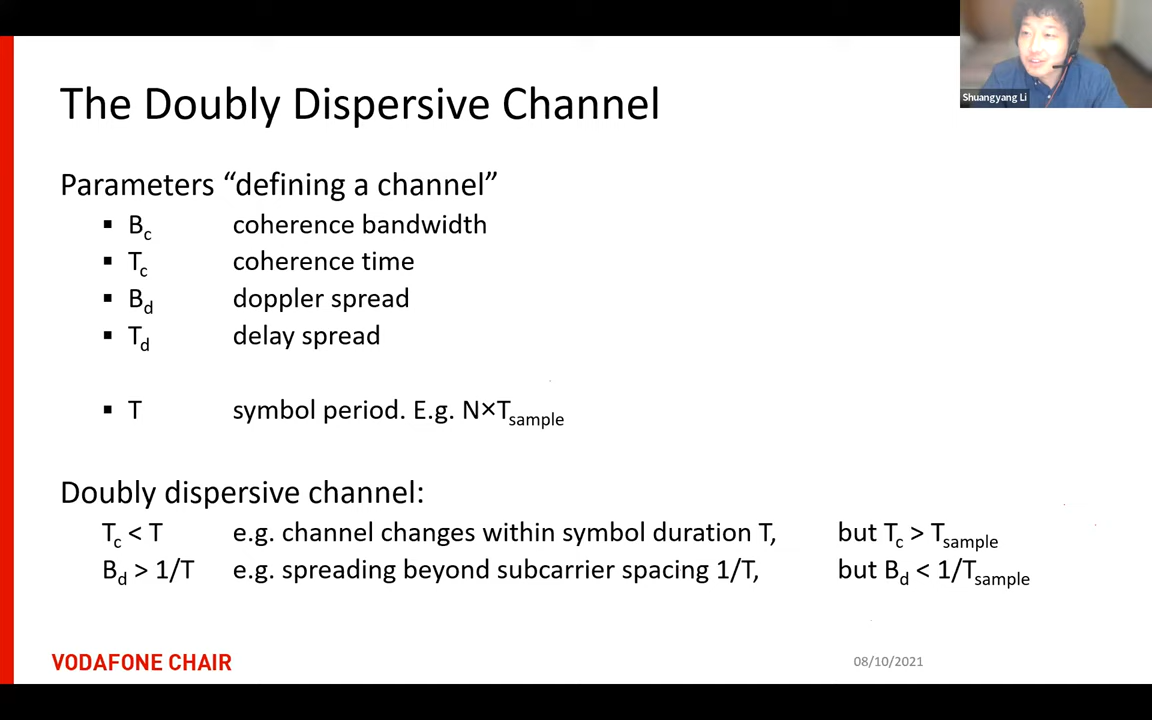 The Doubly Dispersive Channel
Shuangyang Li
Parameters “defining a channel”
▪ Bc coherence bandwidth
▪ Tc coherence time
▪ Bd doppler spread
▪ Td delay spread
▪ T symbol period. E.g. N×Tsample
Doubly dispersive channel:
Tc < T e.g. channel changes within symbol duration T, but Tc > Tsample
Bd > 1/T e.g. spreading beyond subcarrier spacing 1/T, but Bd < 1/Tsample
VODAFONE CHAIR
08/10/2021